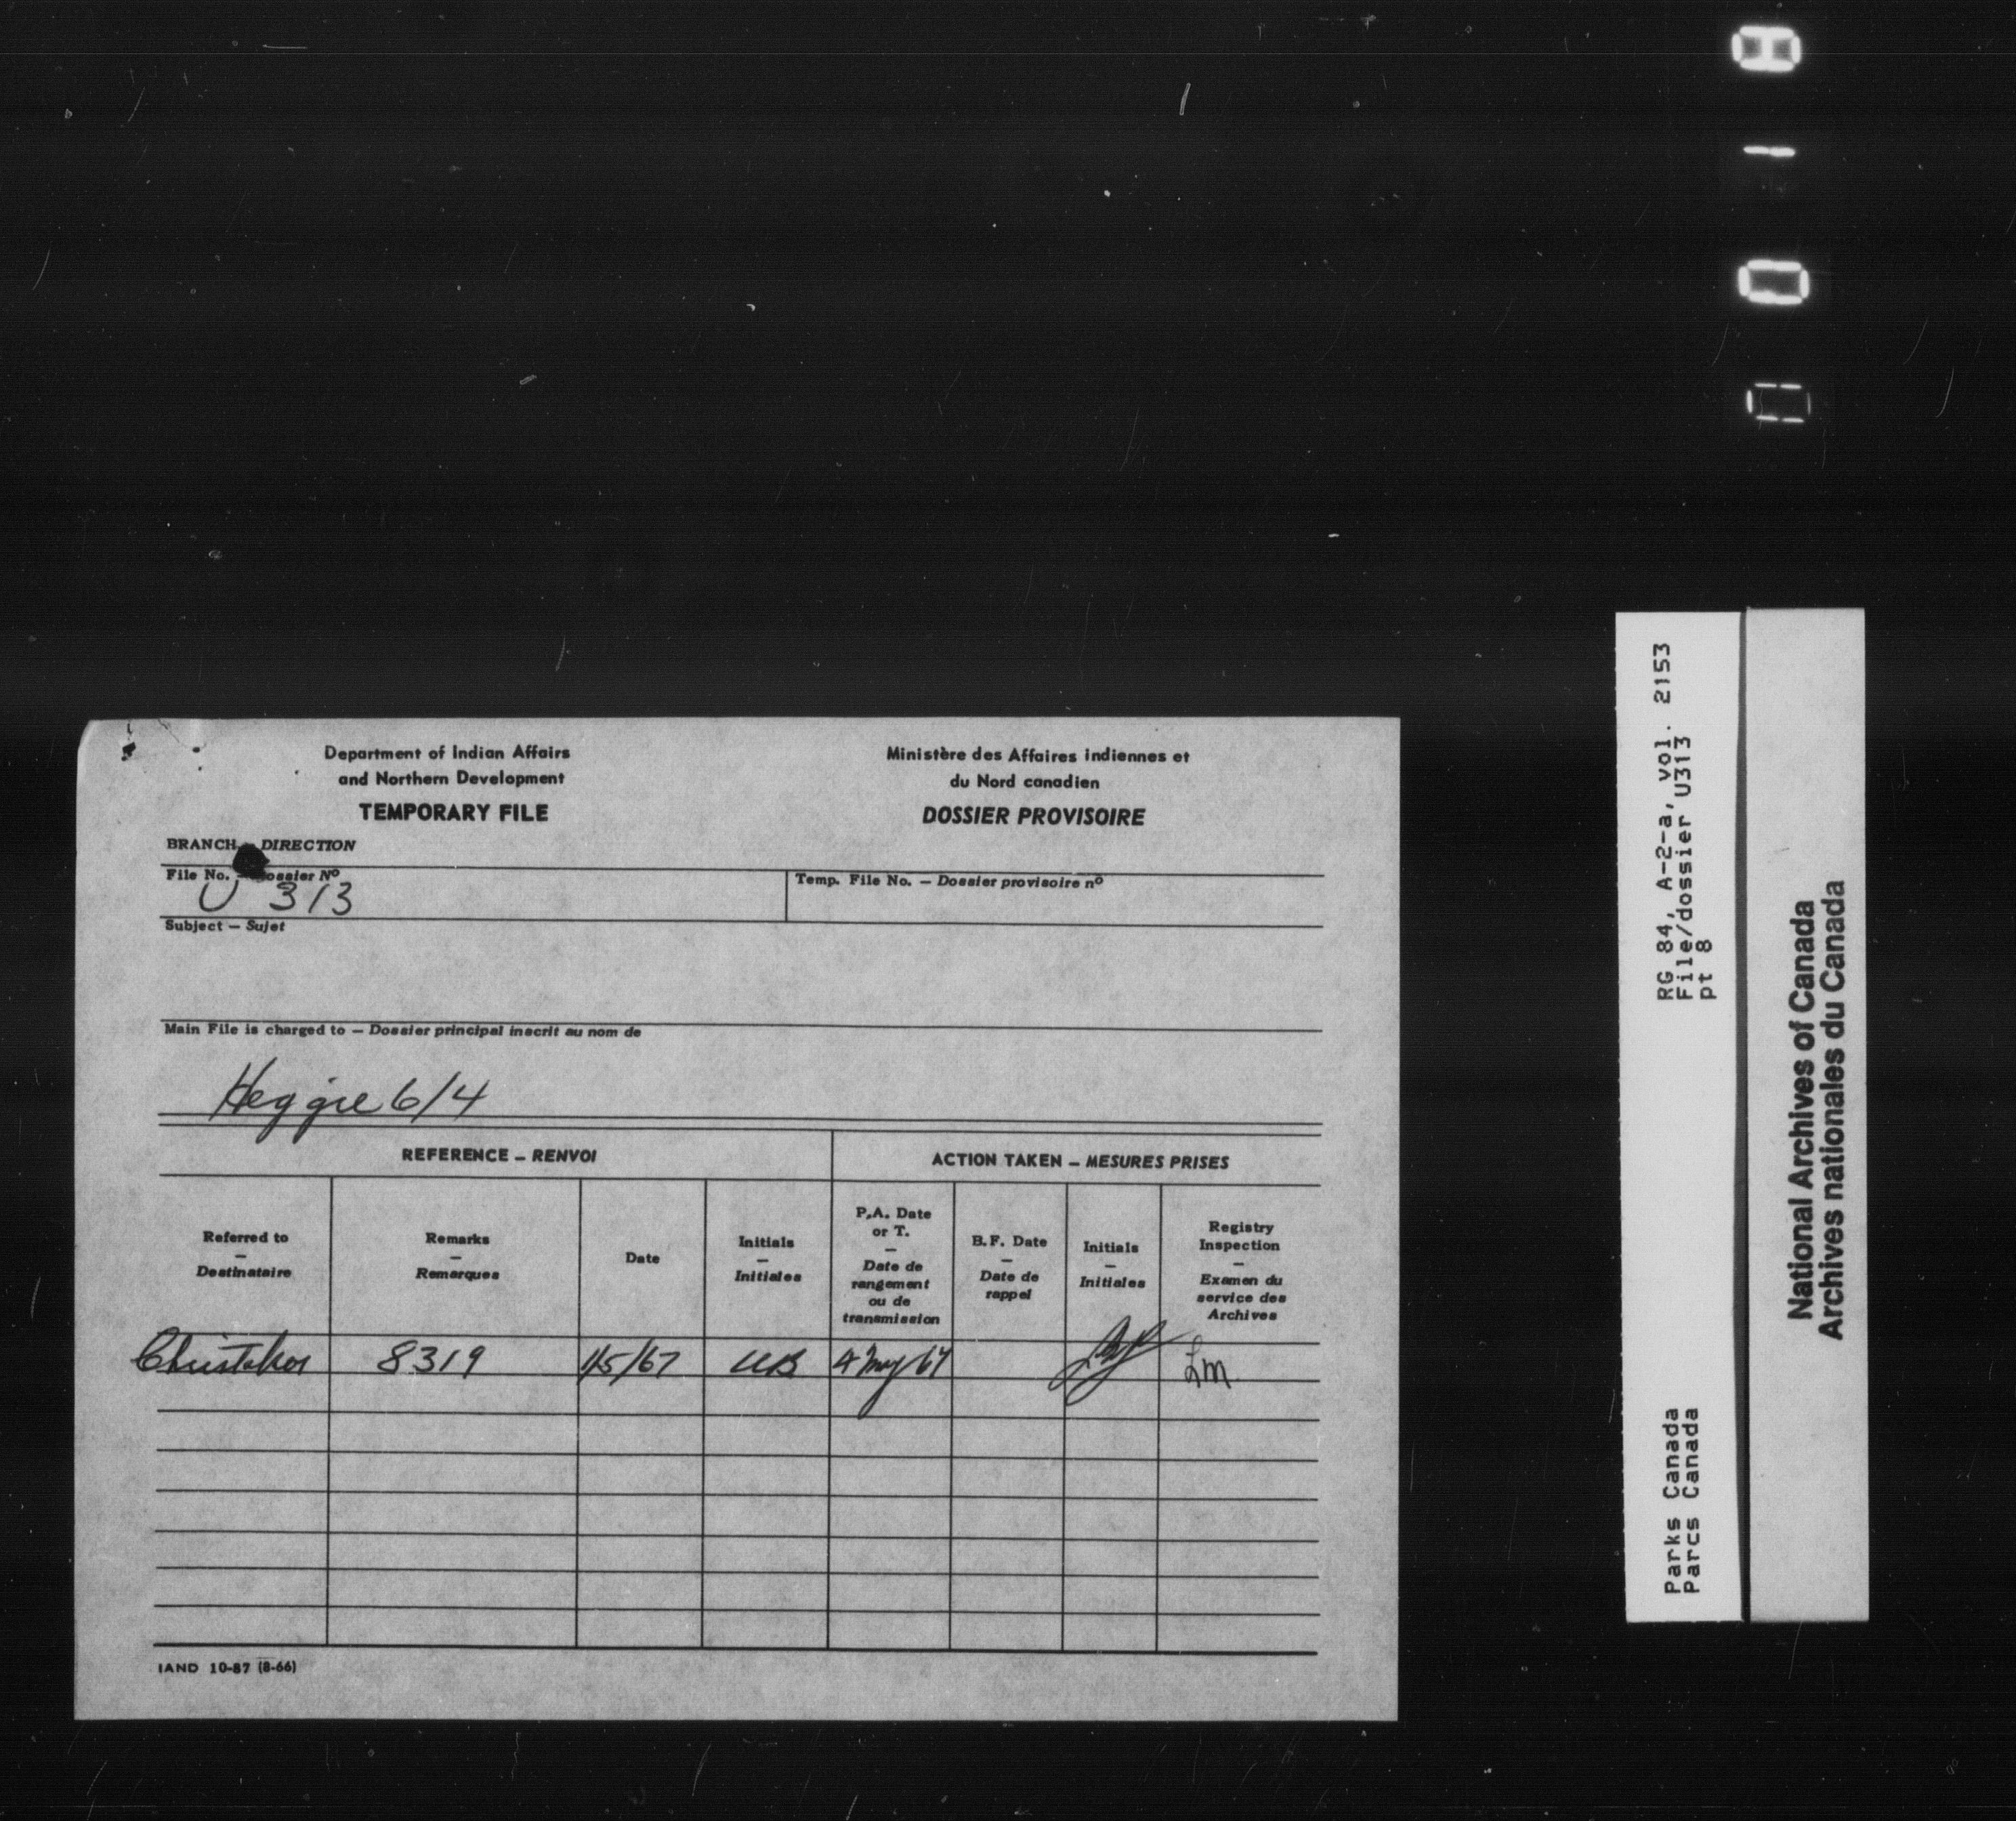 Department of Indian Affairs
and Northern Development
TEMPORARY FILE
Ministère des Affaires indiennes et
du Nord canadien
DOSSIER PROVISOIRE
BRANCH – DIRECTION
File No. – Dossier Nº
U 313
Temp. File No. – Dossier provisoire nº
Subject – Sujet
Main File is charged to – Dossier principal inscrit au nom de
Heggie 6/4
REFERENCE – RENVOI
ACTION TAKEN – MESURES PRISES
Referred to
–
Destinataire
Remarks
–
Remarques
Date
Initials
–
Initiales
P.A. Date
or T.
–
Date de
rangement
ou de
transmission
B.F. Date
–
Date de
rappel
Initials
–
Initiales
Registry
Inspection
–
Examen du
service des
Archives
Christakos 8319 1/5/67 4 May/67 Lm
IAND 10-87 (8-66)
RG 84, A-2-a, vol. 2153
File/dossier U313
pt 8
Parks Canada
Parcs Canada
National Archives of Canada
Archives nationales du Canada